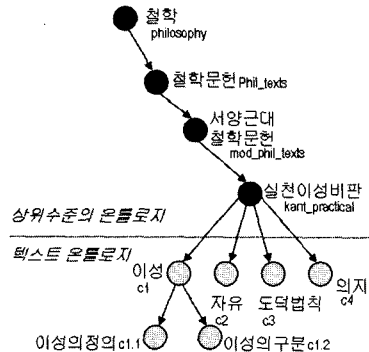 철학
philosophy
철학문헌 Phil_texts
서양근대
철학문헌
mod_phil_texts
실천이성비판
kant_practical
상위수준의 온톨로지
텍스트 온톨로지
이성
c1
자유
c2
도덕법칙
c3
의지
c4
이성의정의 c1.1
이성의구분 c1.2